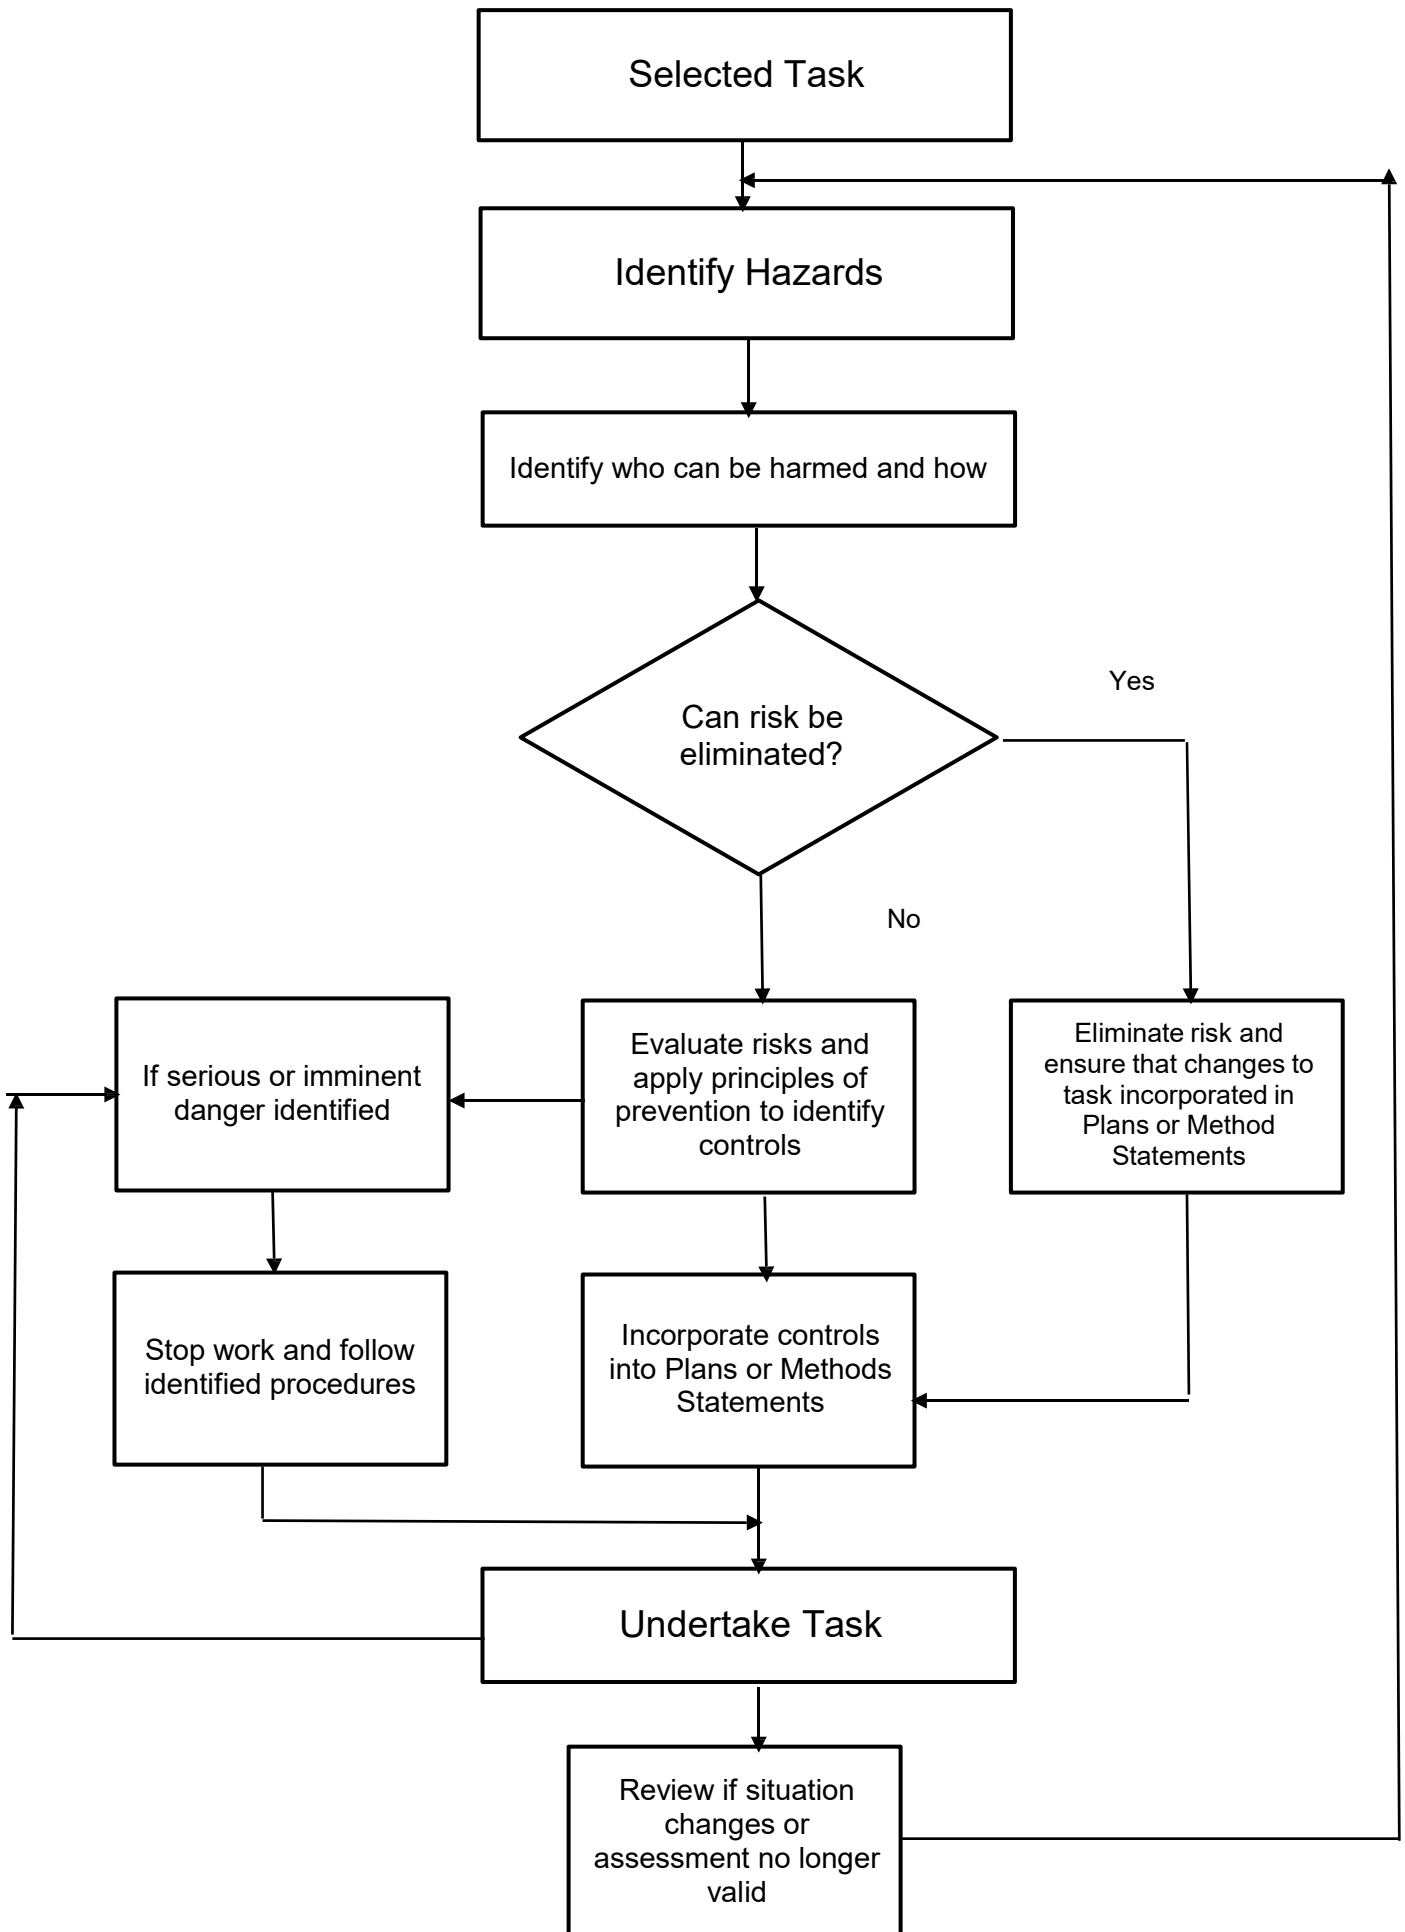 Selected Task
Identify Hazards
Identify who can be harmed and how
Can risk be
eliminated?
Yes
No
If serious or imminent
danger identified
Evaluate risks and
apply principles of
prevention to identify
controls
Eliminate risk and
ensure that changes to
task incorporated in
Plans or Method
Statements
Stop work and follow
identified procedures
Incorporate controls
into Plans or Methods
Statements
Undertake Task
Review if situation
changes or
assessment no longer
valid